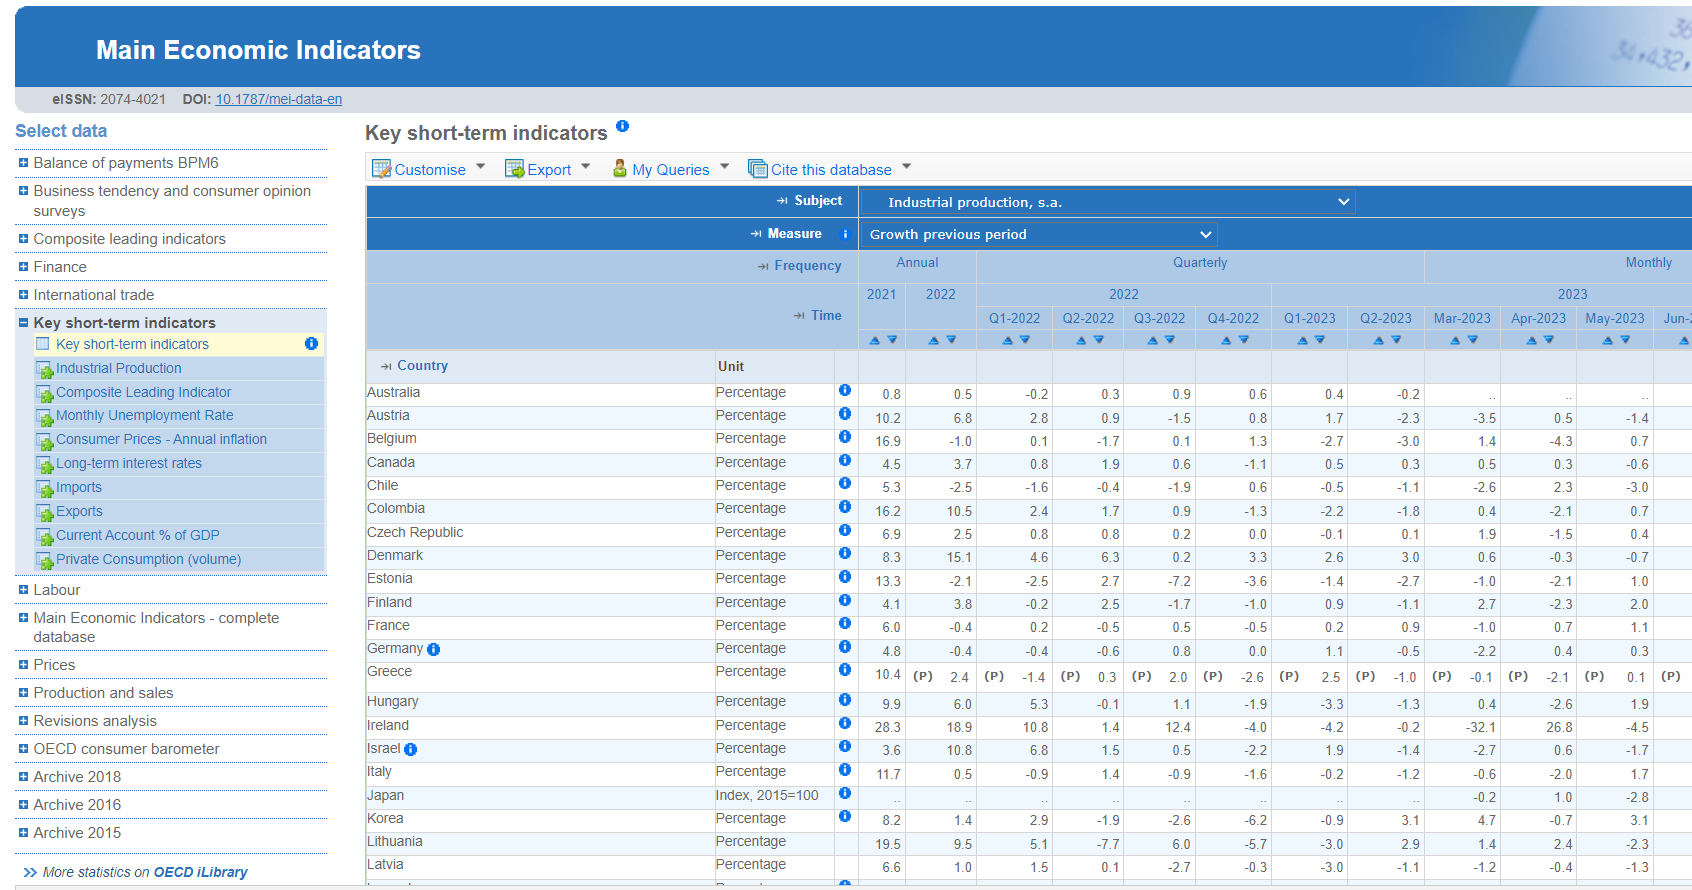 Main Economic Indicators
eISSN: 2074-4021 DOI: 10.1787/mei-data-en
Select data
Balance of payments BPM6
Business tendency and consumer opinion
surveys
Composite leading indicators
Finance
International trade
Key short-term indicators
Key short-term indicators
Industrial Production
Composite Leading Indicator
Monthly Unemployment Rate
Consumer Prices - Annual inflation
Long-term interest rates
Imports
Exports
Current Account % of GDP
Private Consumption (volume)
Labour
Main Economic Indicators - complete
database
Prices
Production and sales
Revisions analysis
OECD consumer barometer
Archive 2018
Archive 2016
Archive 2015
More statistics on OECD iLibrary
Key short-term indicators
Customise Export My Queries Cite this database
Subject Industrial production, s.a.
Measure Growth previous period
Frequency Annual Quarterly Monthly
2021 2022 2022 2023
Time Q1-2022 Q2-2022 Q3-2022 Q4-2022 Q1-2023 Q2-2023 Mar-2023 Apr-2023 May-2023
Country Unit
Australia Percentage 0.8 0.5 -0.2 0.3 0.9 0.6 0.4 -0.2 .. .. ..
Austria Percentage 10.2 6.8 2.8 0.9 -1.5 0.8 1.7 -2.3 -3.5 0.5 -1.4
Belgium Percentage 16.9 -1.0 0.1 -1.7 0.1 1.3 -2.7 -3.0 1.4 -4.3 0.7
Canada Percentage 4.5 3.7 0.8 1.9 0.6 -1.1 0.5 0.3 0.5 0.3 -0.6
Chile Percentage 5.3 -2.5 -1.6 -0.4 -1.9 0.6 -0.5 -1.1 -2.6 2.3 -3.0
Colombia Percentage 16.2 10.5 2.4 1.7 0.9 -1.3 -2.2 -1.8 0.4 -2.1 0.7
Czech Republic Percentage 6.9 2.5 0.8 0.8 0.2 0.0 -0.1 0.1 1.9 -1.5 0.4
Denmark Percentage 8.3 15.1 4.6 6.3 0.2 3.3 2.6 3.0 0.6 -0.3 -0.7
Estonia Percentage 13.3 -2.1 -2.5 2.7 -7.2 -3.6 -1.4 -2.7 -1.0 -2.1 1.0
Finland Percentage 4.1 3.8 -0.2 2.5 -1.7 -1.0 0.9 -1.1 2.7 -2.3 2.0
France Percentage 6.0 -0.4 0.2 -0.5 0.5 -0.5 0.2 0.9 -1.0 0.7 1.1
Germany Percentage 4.8 -0.4 -0.4 -0.6 0.8 0.0 1.1 -0.5 -2.2 0.4 0.3
Greece Percentage 10.4 (P) 2.4 (P) -1.4 (P) 0.3 (P) 2.0 (P) -2.6 (P) 2.5 (P) -1.0 (P) -0.1 (P) -2.1 (P) 0.1 (P)
Hungary Percentage 9.9 6.0 5.3 -0.1 1.1 -1.9 -3.3 -1.3 0.4 -2.6 1.9
Ireland Percentage 28.3 18.9 10.8 1.4 12.4 -4.0 -4.2 -0.2 -32.1 26.8 -4.5
Israel Percentage 3.6 10.8 6.8 1.5 0.5 -2.2 1.9 -1.4 -2.7 0.6 -1.7
Italy Percentage 11.7 0.5 -0.9 1.4 -0.9 -1.6 -0.2 -1.2 -0.6 -2.0 1.7
Japan Index, 2015=100 .. .. .. .. .. .. .. .. -0.2 1.0 -2.8
Korea Percentage 8.2 1.4 2.9 -1.9 -2.6 -6.2 -0.9 3.1 4.7 -0.7 3.1
Lithuania Percentage 19.5 9.5 5.1 -7.7 6.0 -5.7 -3.0 2.9 1.4 2.4 -2.3
Latvia Percentage 6.6 1.0 1.5 0.1 -2.7 -0.3 -3.0 -1.1 -1.2 -0.4 -1.3